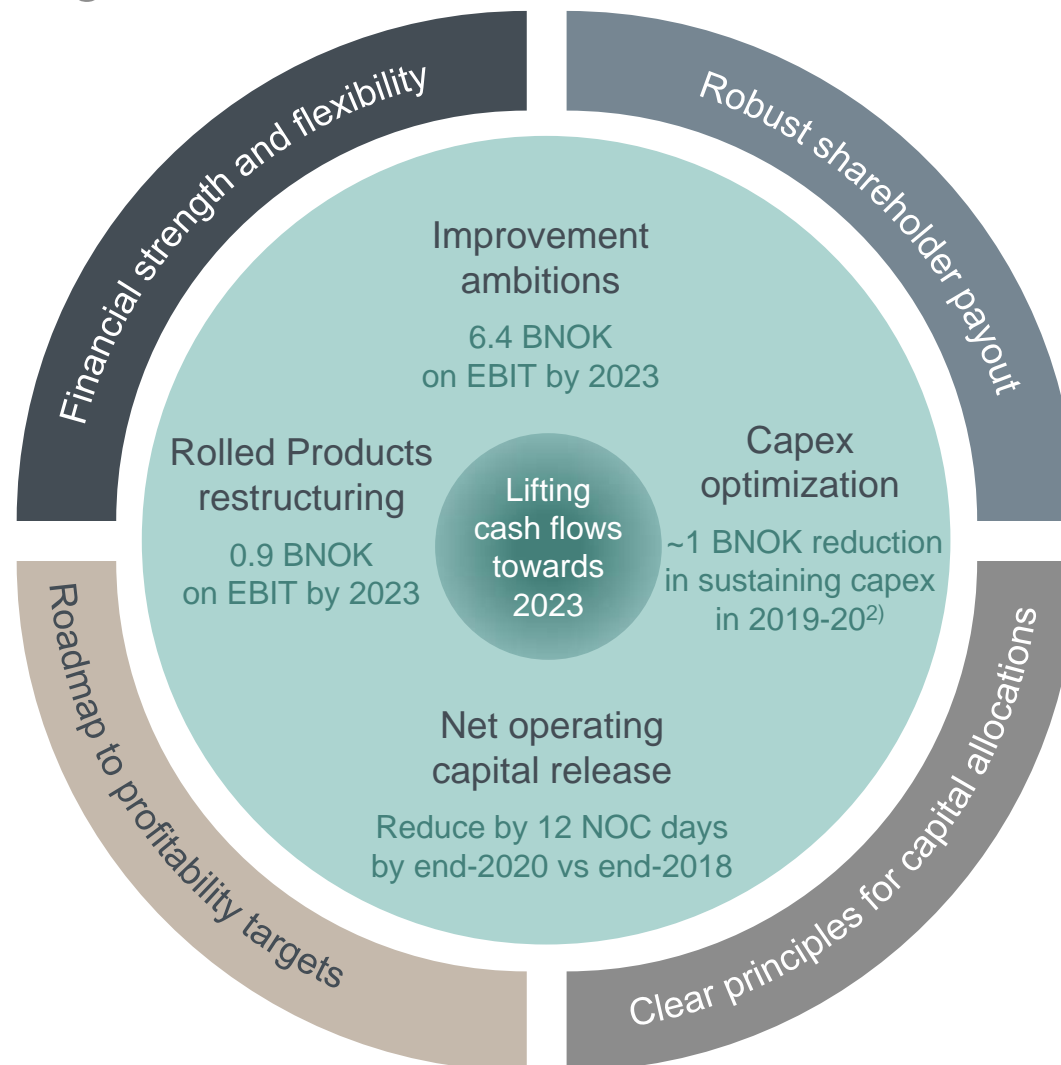 Financial strength and flexibility
Robust shareholder payout
Improvement
ambitions
6.4 BNOK
on EBIT by 2023
Rolled Products
restructuring
0.9 BNOK
on EBIT by 2023
Lifting
cash flows
towards
2023
Capex
optimization
~1 BNOK reduction
in sustaining capex
in 2019-20²⁾
Net operating
capital release
Reduce by 12 NOC days
by end-2020 vs end-2018
Roadmap to profitability targets
Clear principles for capital allocations